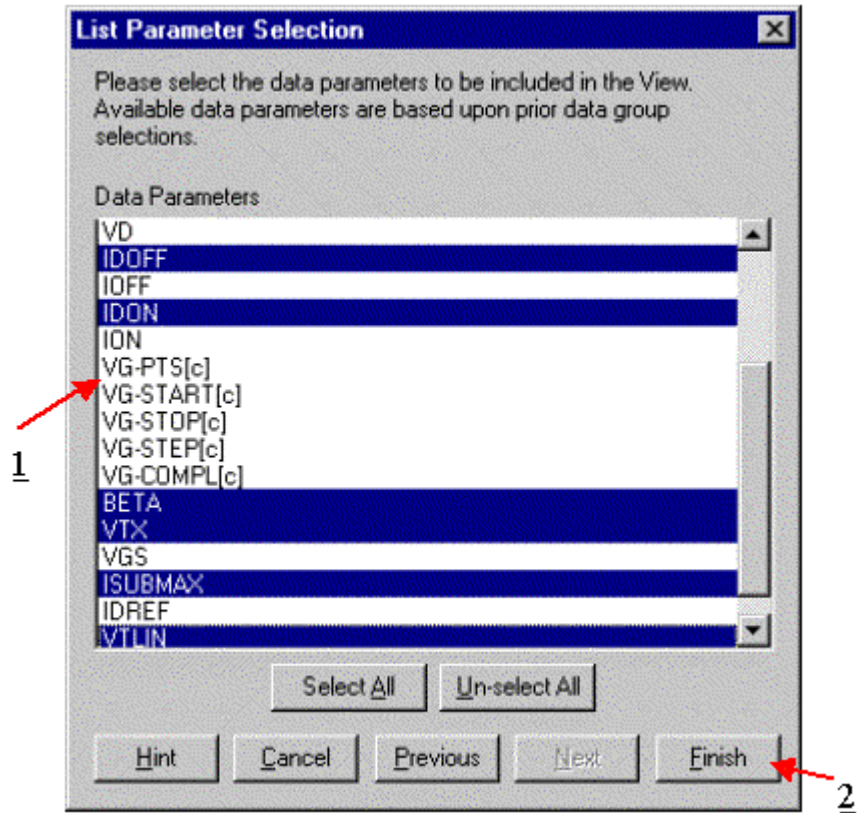 List Parameter Selection
Please select the data parameters to be included in the View.
Available data parameters are based upon prior data group
selections.
Data Parameters
VD
IDOFF
IOFF
IDON
ION
VG-PTS[c]
VG-START[c]
VG-STOP[c]
VG-STEP[c]
VG-COMPL[c]
BETA
VTX
VGS
ISUBMAX
IDREF
VTLIN
1
Select All Un-select All
Hint Cancel Previous Next Finish
2